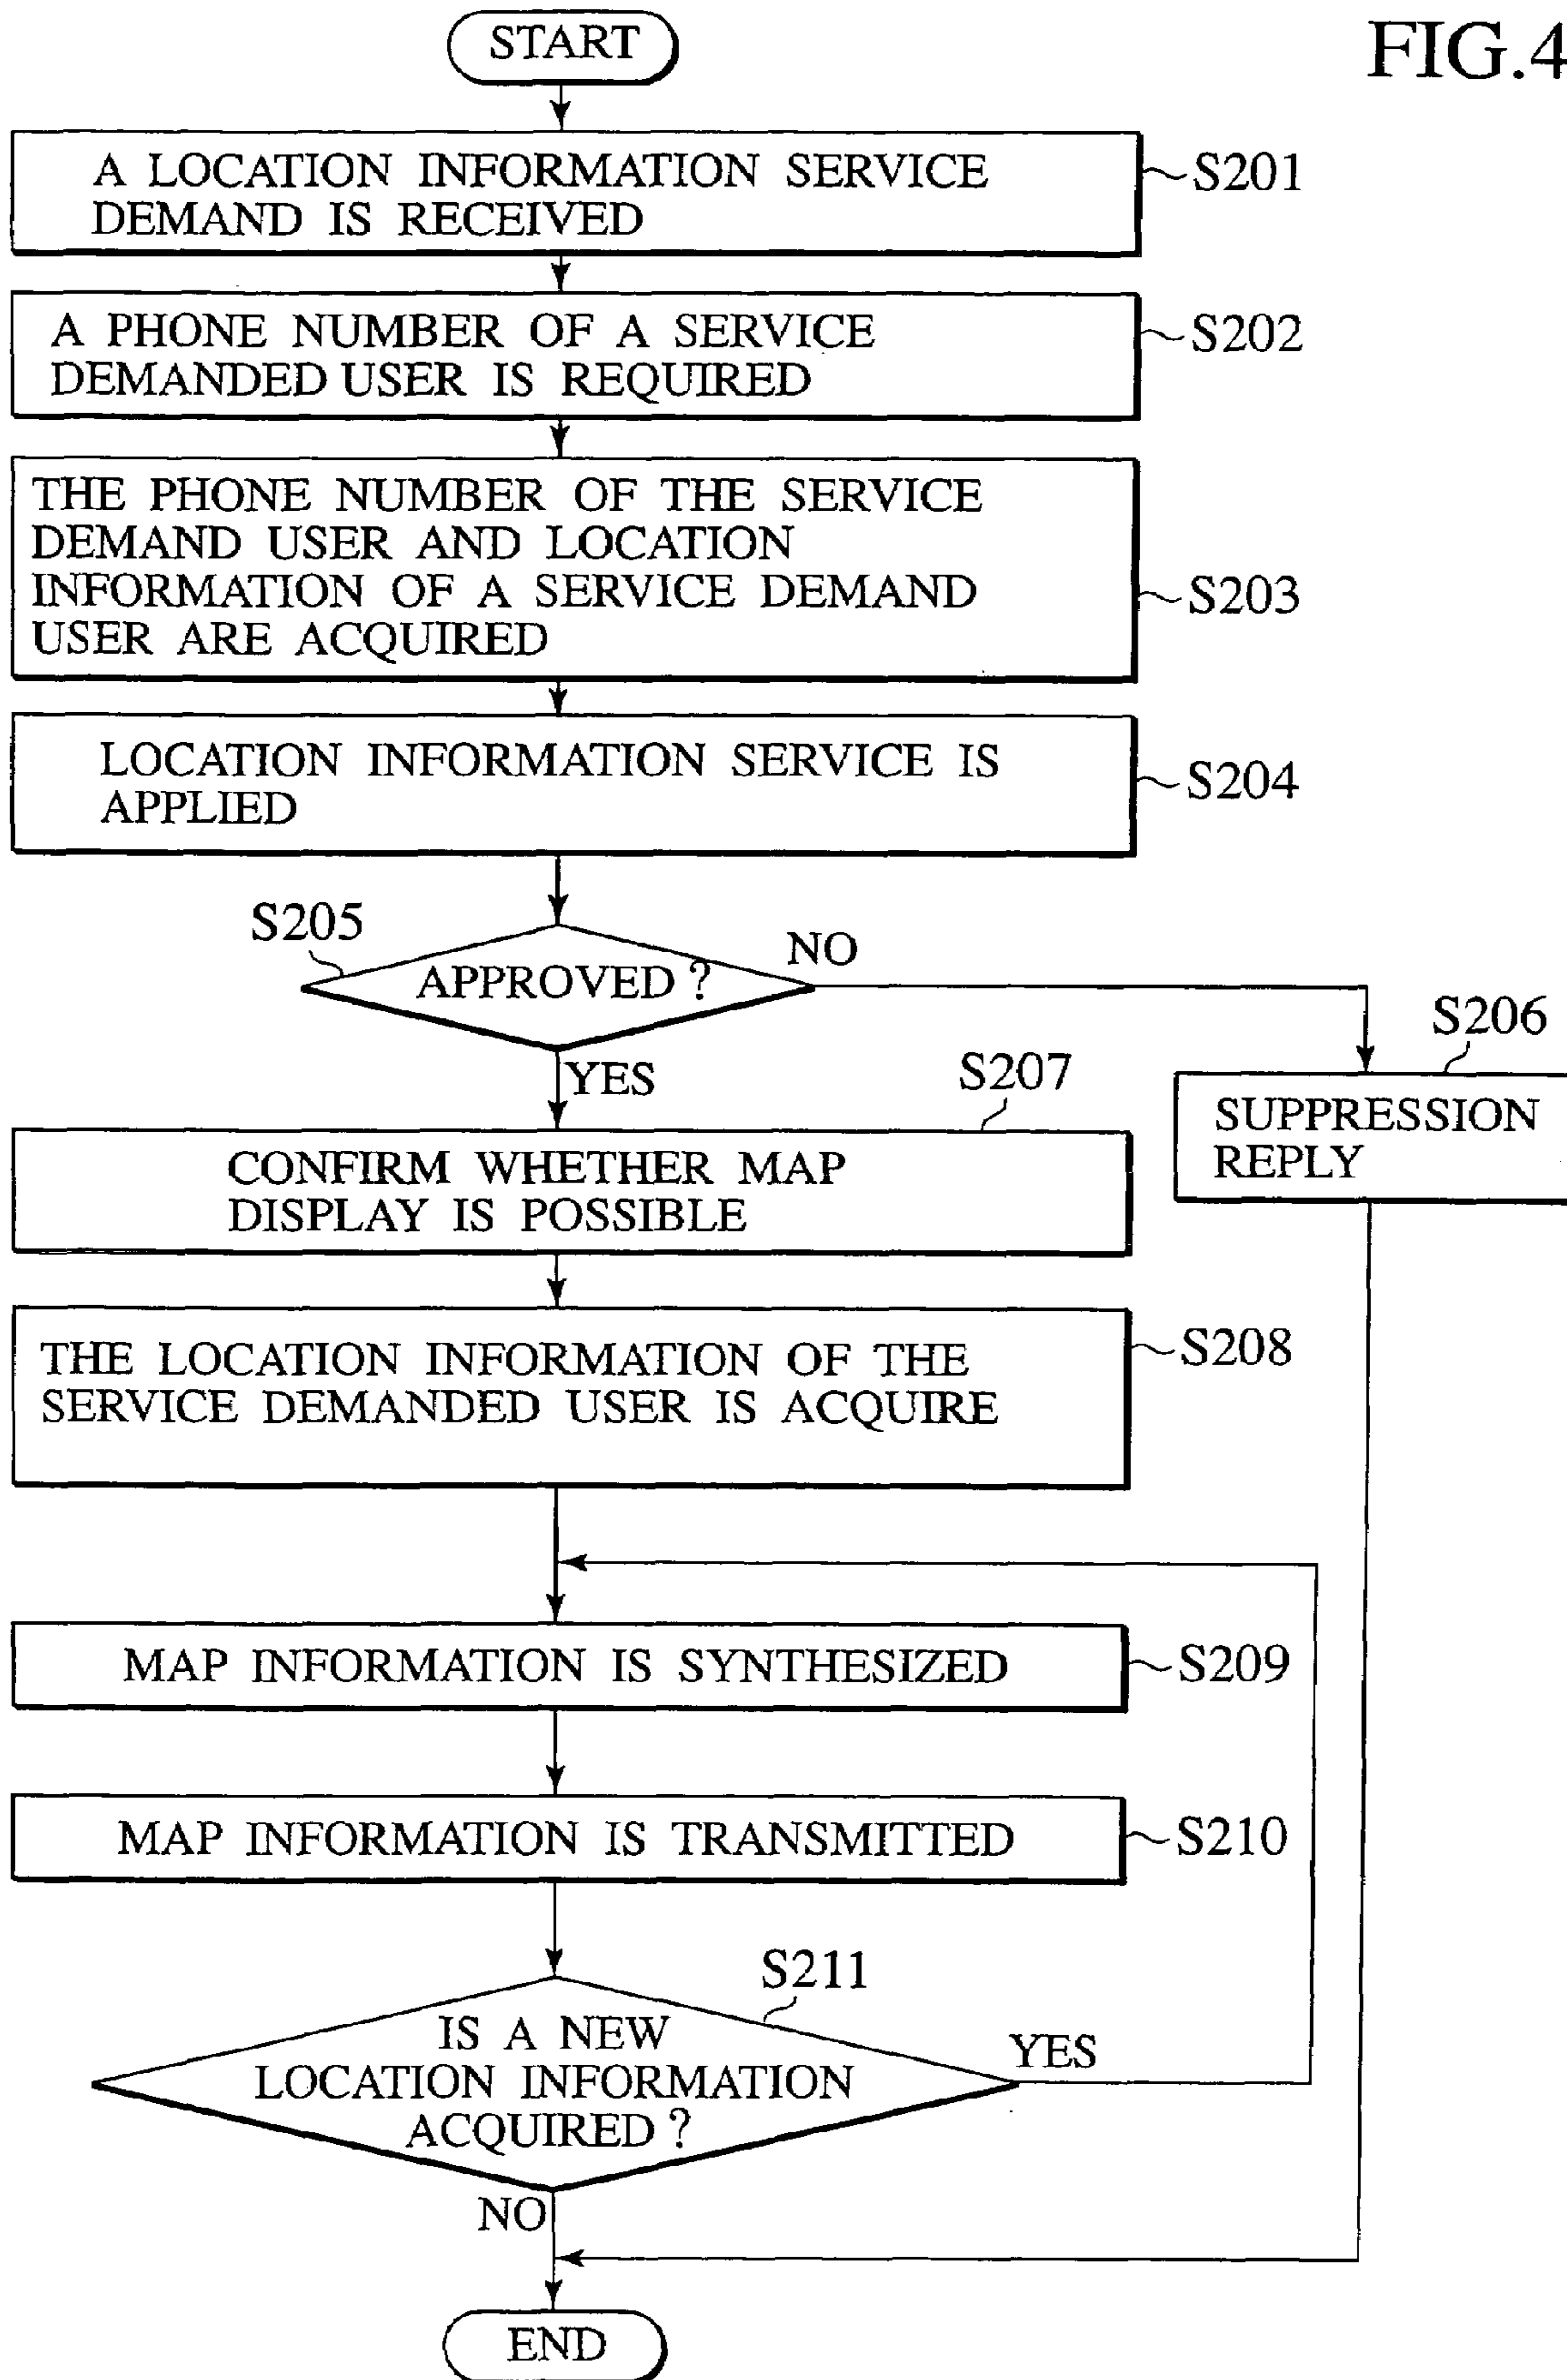 FIG.4
START
A LOCATION INFORMATION SERVICE
DEMAND IS RECEIVED
S201
A PHONE NUMBER OF A SERVICE
DEMANDED USER IS REQUIRED
S202
THE PHONE NUMBER OF THE SERVICE
DEMAND USER AND LOCATION
INFORMATION OF A SERVICE DEMAND
USER ARE ACQUIRED
S203
LOCATION INFORMATION SERVICE IS
APPLIED
S204
S205
APPROVED ?
NO
YES
S206
SUPPRESSION
REPLY
S207
CONFIRM WHETHER MAP
DISPLAY IS POSSIBLE
THE LOCATION INFORMATION OF THE
SERVICE DEMANDED USER IS ACQUIRE
S208
MAP INFORMATION IS SYNTHESIZED
S209
MAP INFORMATION IS TRANSMITTED
S210
S211
IS A NEW
LOCATION INFORMATION
ACQUIRED ?
YES
NO
END